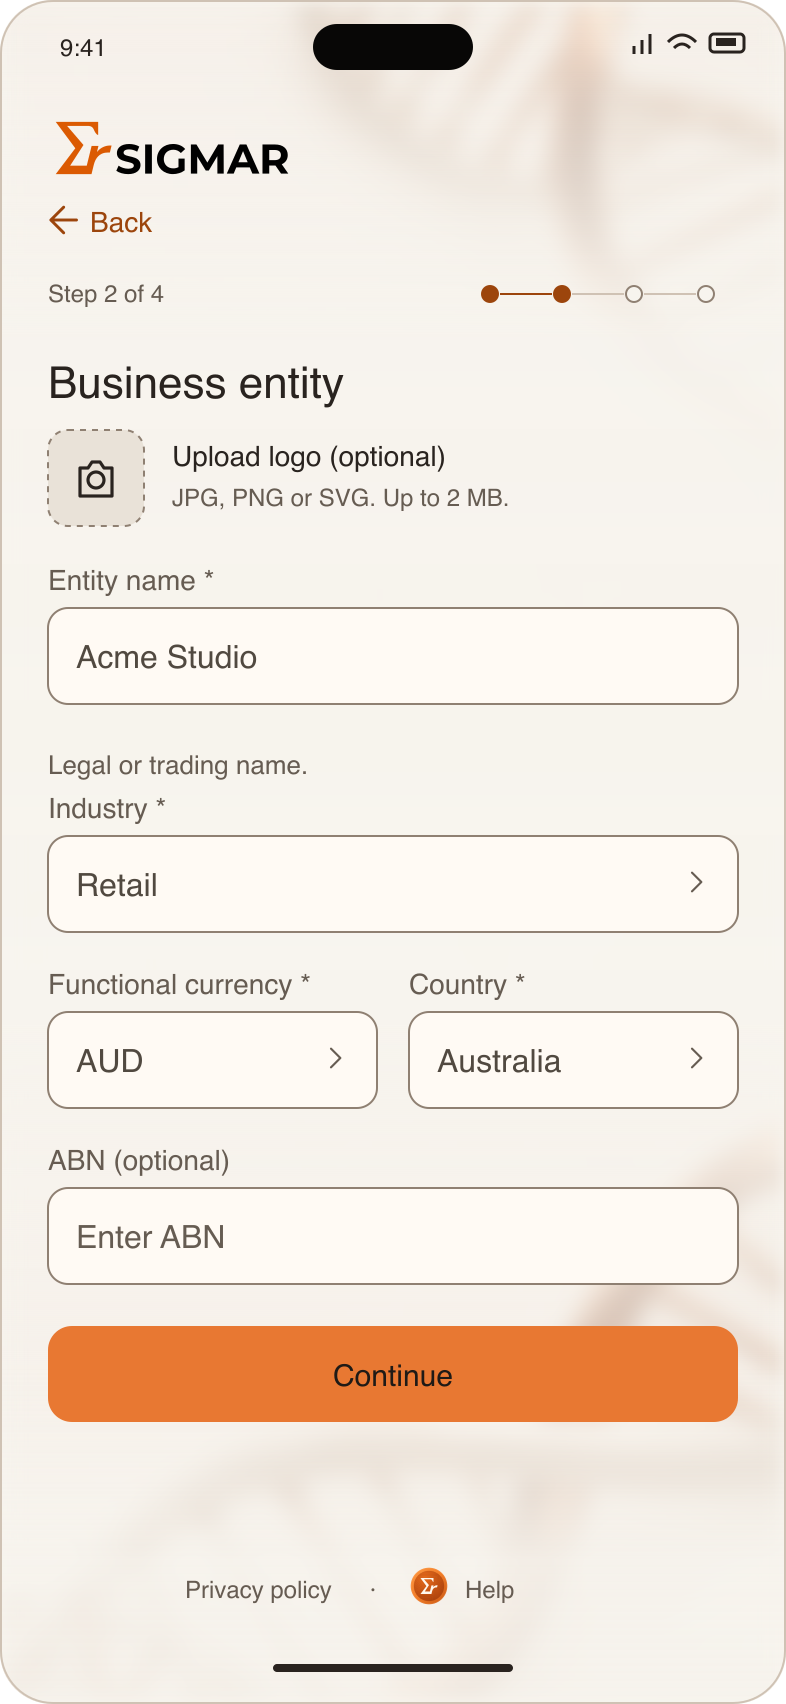 9:41
Σr SIGMAR
Back
Step 2 of 4
Business entity
Upload logo (optional)
JPG, PNG or SVG. Up to 2 MB.
Entity name *
Acme Studio
Legal or trading name.
Industry *
Retail
Functional currency * Country *
AUD Australia
ABN (optional)
Enter ABN
Continue
Privacy policy · Σr Help